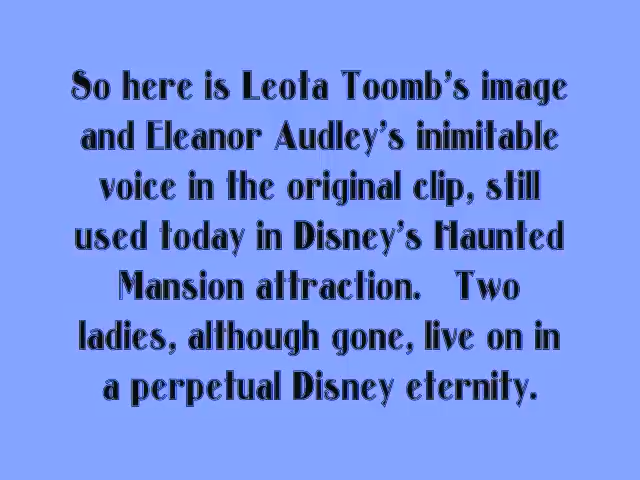 So here is Leota Toomb's image
and Eleanor Audley's inimitable
voice in the original clip, still
used today in Disney's Haunted
Mansion attraction. Two
ladies, although gone, live on in
a perpetual Disney eternity.